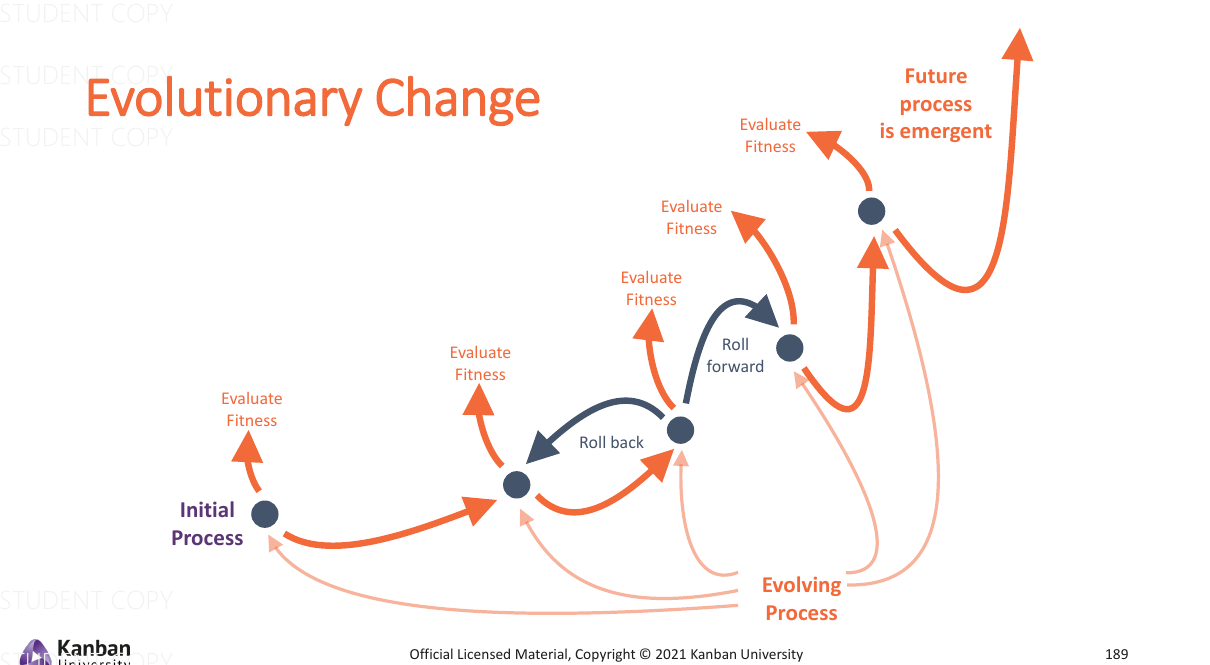 STUDENT COPY
STUDENT COPY
Evolutionary Change
STUDENT COPY
Future
process
is emergent
Evaluate
Fitness
Evaluate
Fitness
Evaluate
Fitness
Roll
forward
Evaluate
Fitness
Evaluate
Fitness
Roll back
Initial
Process
Evolving
Process
STUDENT COPY
Kanban
University
STUDENT COPY
Official Licensed Material, Copyright © 2021 Kanban University
189